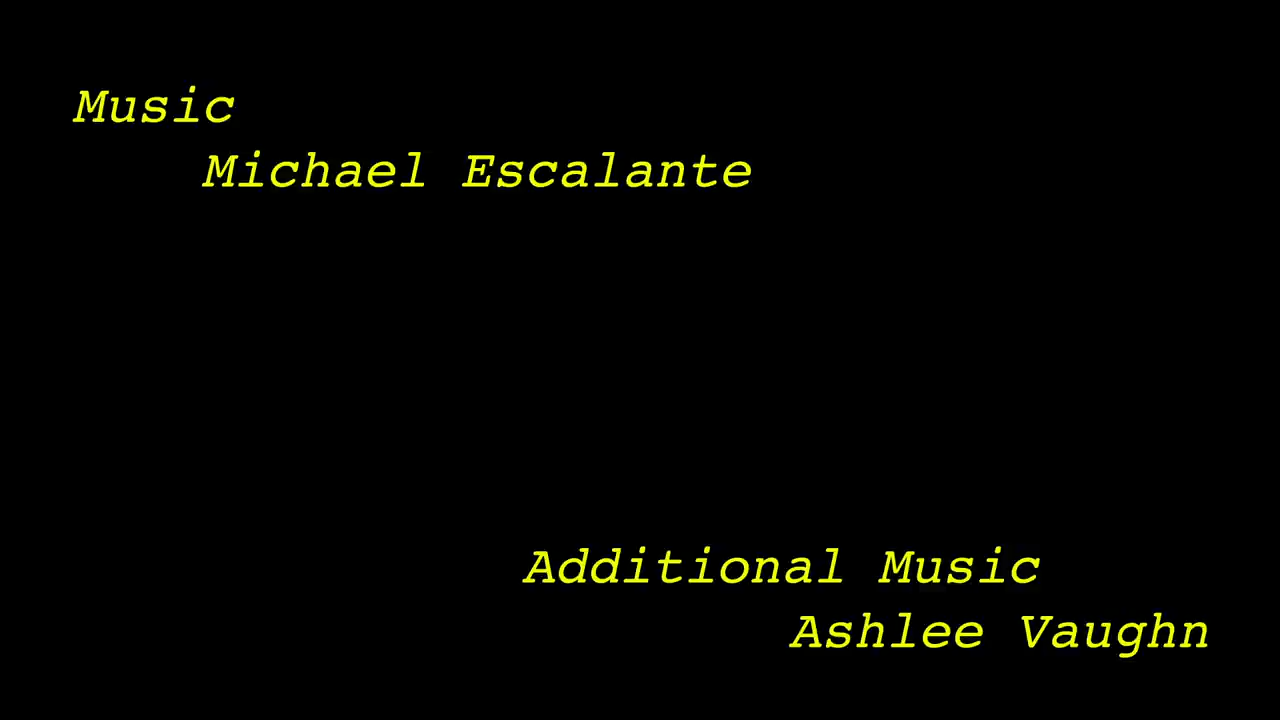 Music
Michael Escalante
Additional Music
Ashlee Vaughn